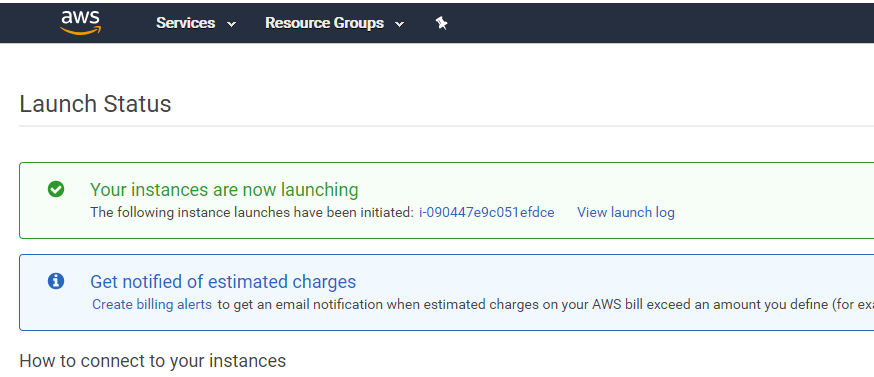 aws Services Resource Groups
Launch Status
Your instances are now launching
The following instance launches have been initiated: i-090447e9c051efdce View launch log
Get notified of estimated charges
Create billing alerts to get an email notification when estimated charges on your AWS bill exceed an amount you define (for exa
How to connect to your instances